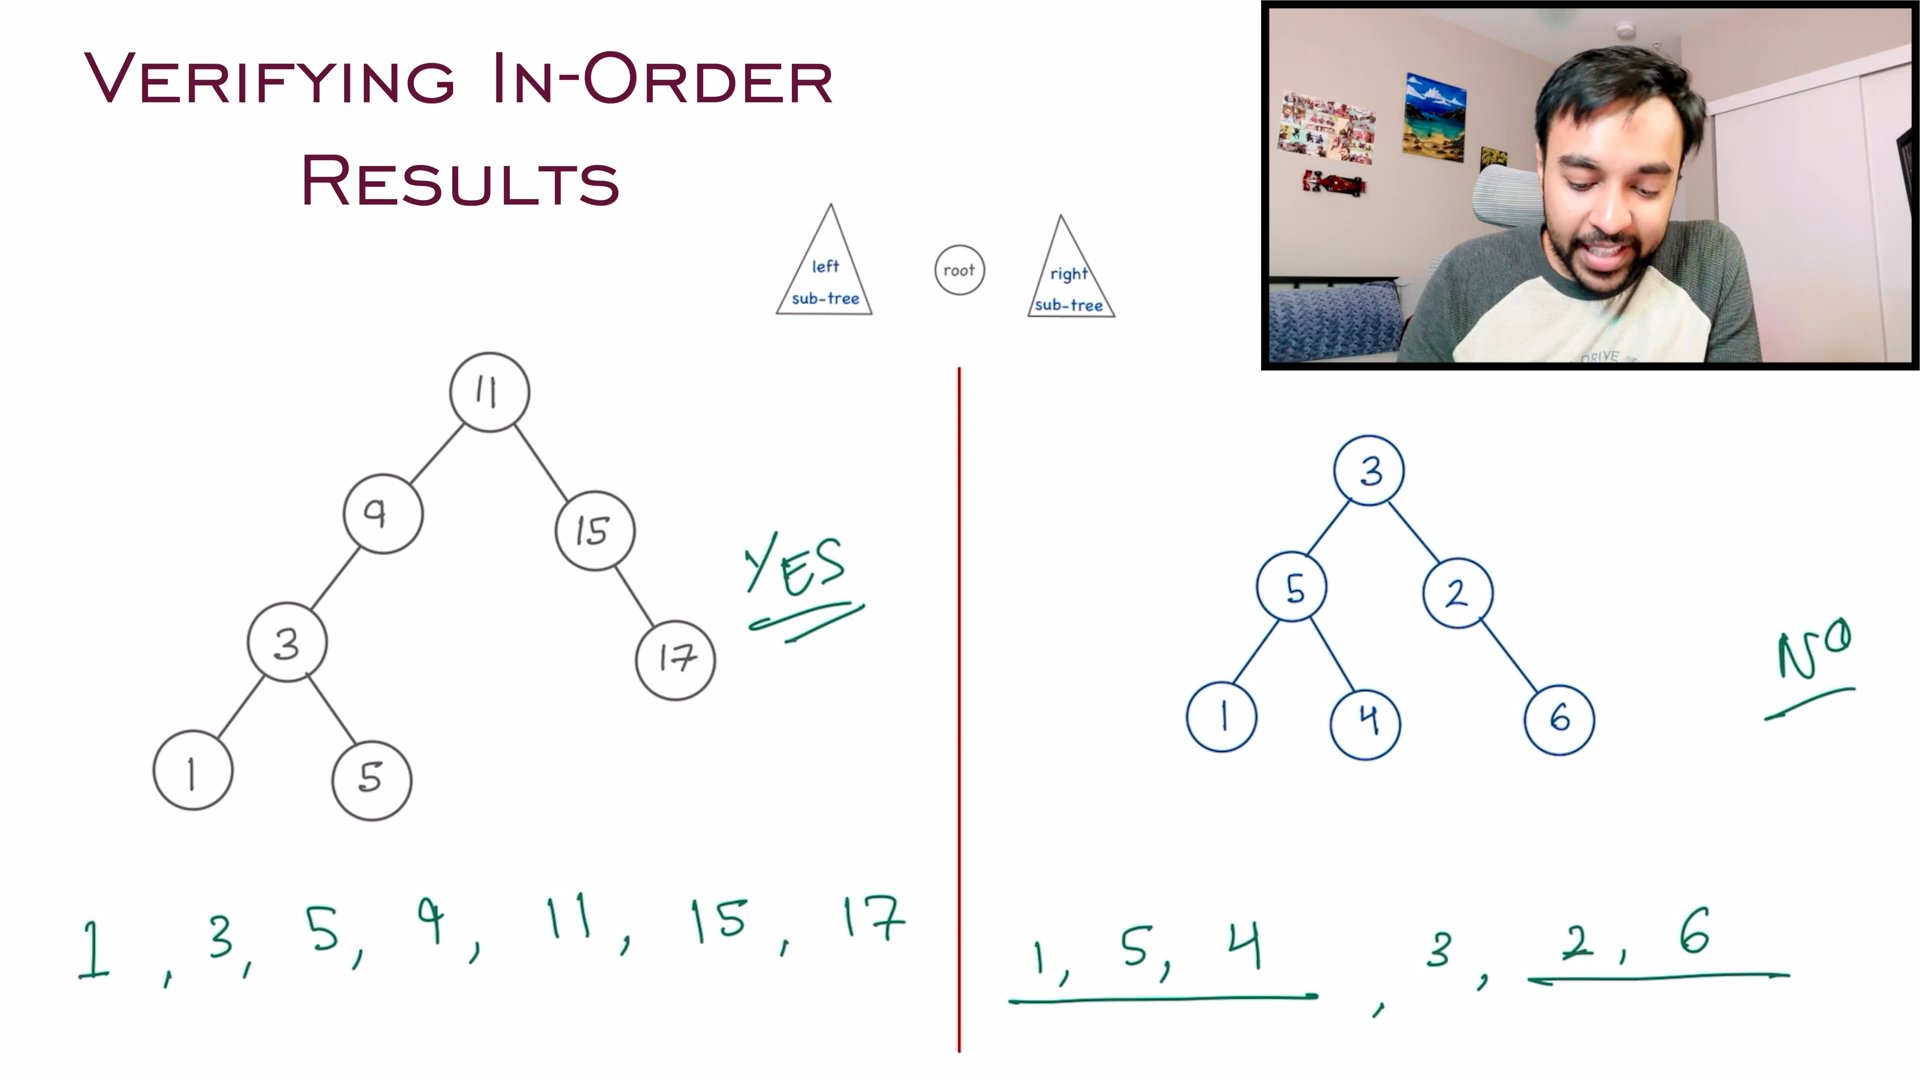 VERIFYING IN-ORDER
RESULTS
left
sub-tree
root
right
sub-tree
DRIVE
11
9
15
3
17
1
5
YES
3
5
2
1
4
6
NO
1, 3, 5, 9, 11, 15, 17
1, 5, 4, 3, 2, 6